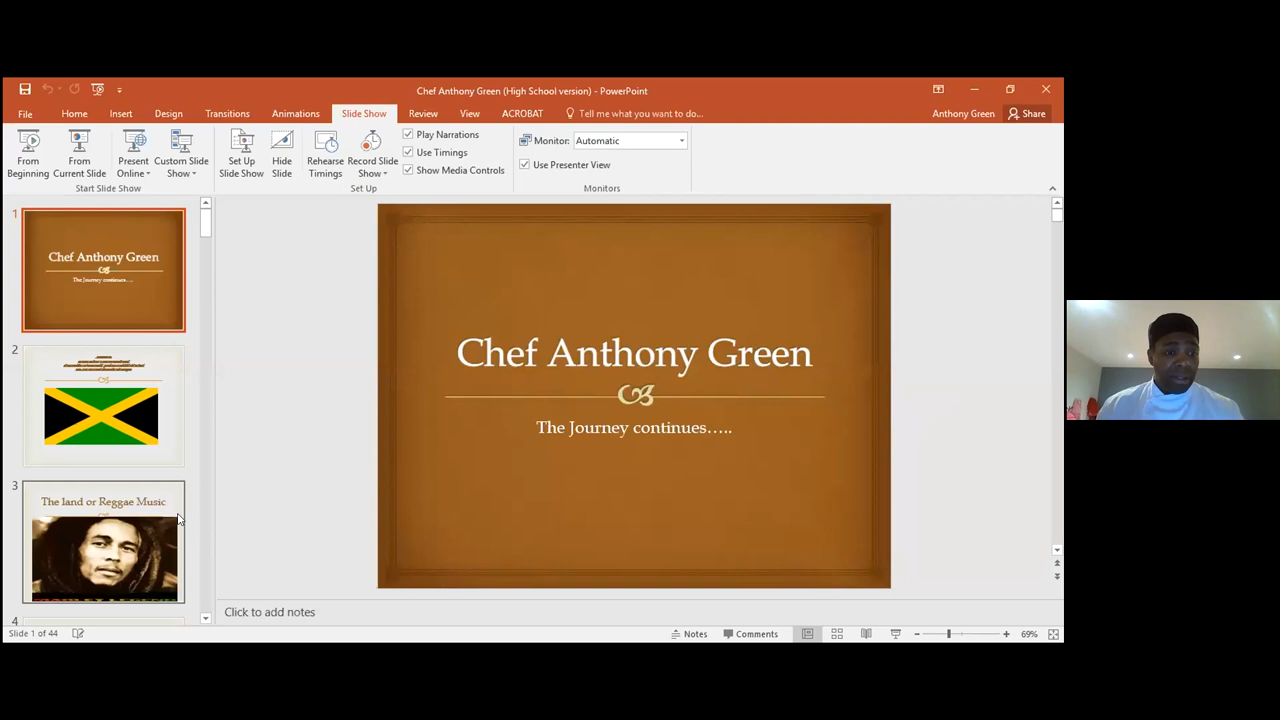 Chef Anthony Green (High School version) - PowerPoint
File Home Insert Design Transitions Animations Slide Show Review View ACROBAT Tell me what you want to do... Anthony Green Share
From Beginning
From Current Slide
Present Online
Custom Slide Show
Start Slide Show
Set Up Slide Show
Hide Slide
Rehearse Timings
Record Slide Show
Play Narrations
Use Timings
Show Media Controls
Set Up
Monitor: Automatic
Use Presenter View
Monitors
1
Chef Anthony Green
The Journey continues....
2
3
The land or Reggae Music
4
Chef Anthony Green
The Journey continues…..
Click to add notes
Slide 1 of 44
Notes Comments 69%